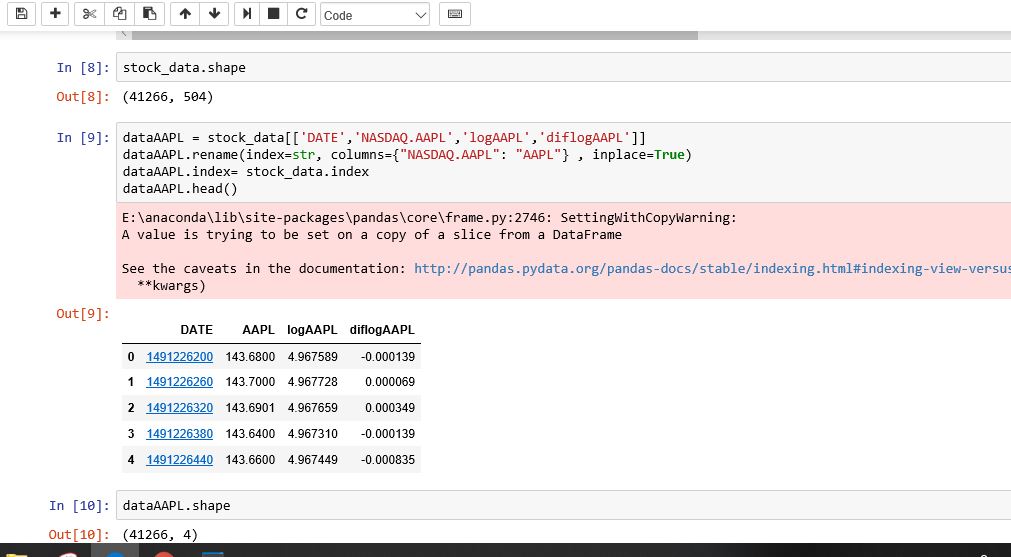 Code
In [8]: stock_data.shape
Out[8]: (41266, 504)
In [9]: dataAAPL = stock_data[['DATE','NASDAQ.AAPL','logAAPL','diflogAAPL']]
dataAAPL.rename(index=str, columns={"NASDAQ.AAPL": "AAPL"} , inplace=True)
dataAAPL.index= stock_data.index
dataAAPL.head()
E:\anaconda\lib\site-packages\pandas\core\frame.py:2746: SettingWithCopyWarning:
A value is trying to be set on a copy of a slice from a DataFrame
See the caveats in the documentation: http://pandas.pydata.org/pandas-docs/stable/indexing.html#indexing-view-versus
**kwargs)
Out[9]:
DATE AAPL logAAPL diflogAAPL
0 1491226200 143.6800 4.967589 -0.000139
1 1491226260 143.7000 4.967728 0.000069
2 1491226320 143.6901 4.967659 0.000349
3 1491226380 143.6400 4.967310 -0.000139
4 1491226440 143.6600 4.967449 -0.000835
In [10]: dataAAPL.shape
Out[10]: (41266, 4)